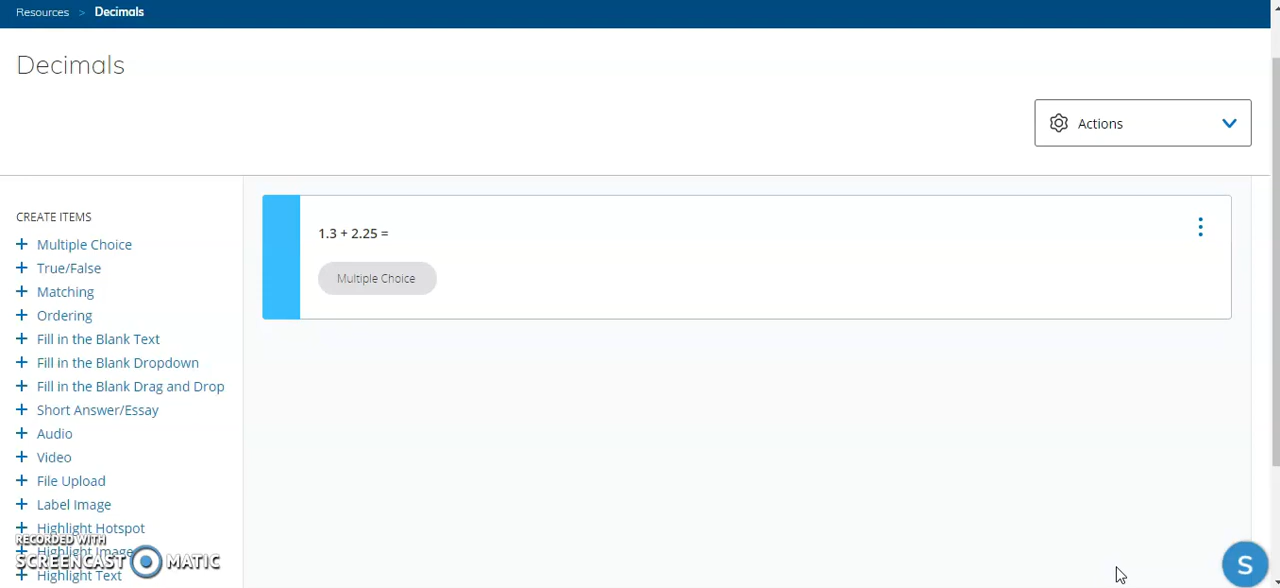 Resources > Decimals
Decimals
Actions
CREATE ITEMS
+ Multiple Choice
+ True/False
+ Matching
+ Ordering
+ Fill in the Blank Text
+ Fill in the Blank Dropdown
+ Fill in the Blank Drag and Drop
+ Short Answer/Essay
+ Audio
+ Video
+ File Upload
+ Label Image
+ Highlight Hotspot
+ Highlight Image
+ Highlight Text
1.3 + 2.25 =
Multiple Choice
RECORDED WITH
SCREENCAST MATIC
S